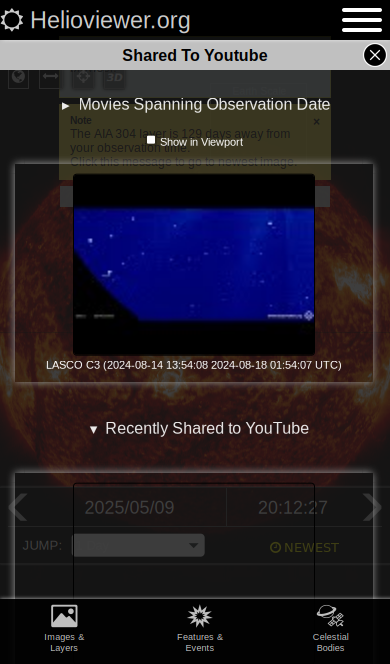 Helioviewer.org
Shared To Youtube
3D
▸ Movies Spanning Observation Date
Note
×
The AIA 304 layer is 129 days away from
your observation time.
Click this message to go to newest image.
Show in Viewport
LASCO C3 (2024-08-14 13:54:08 2024-08-18 01:54:07 UTC)
▾ Recently Shared to YouTube
2025/05/09
20:12:27
JUMP:
NEWEST
Images &
Layers
Features &
Events
Celestial
Bodies